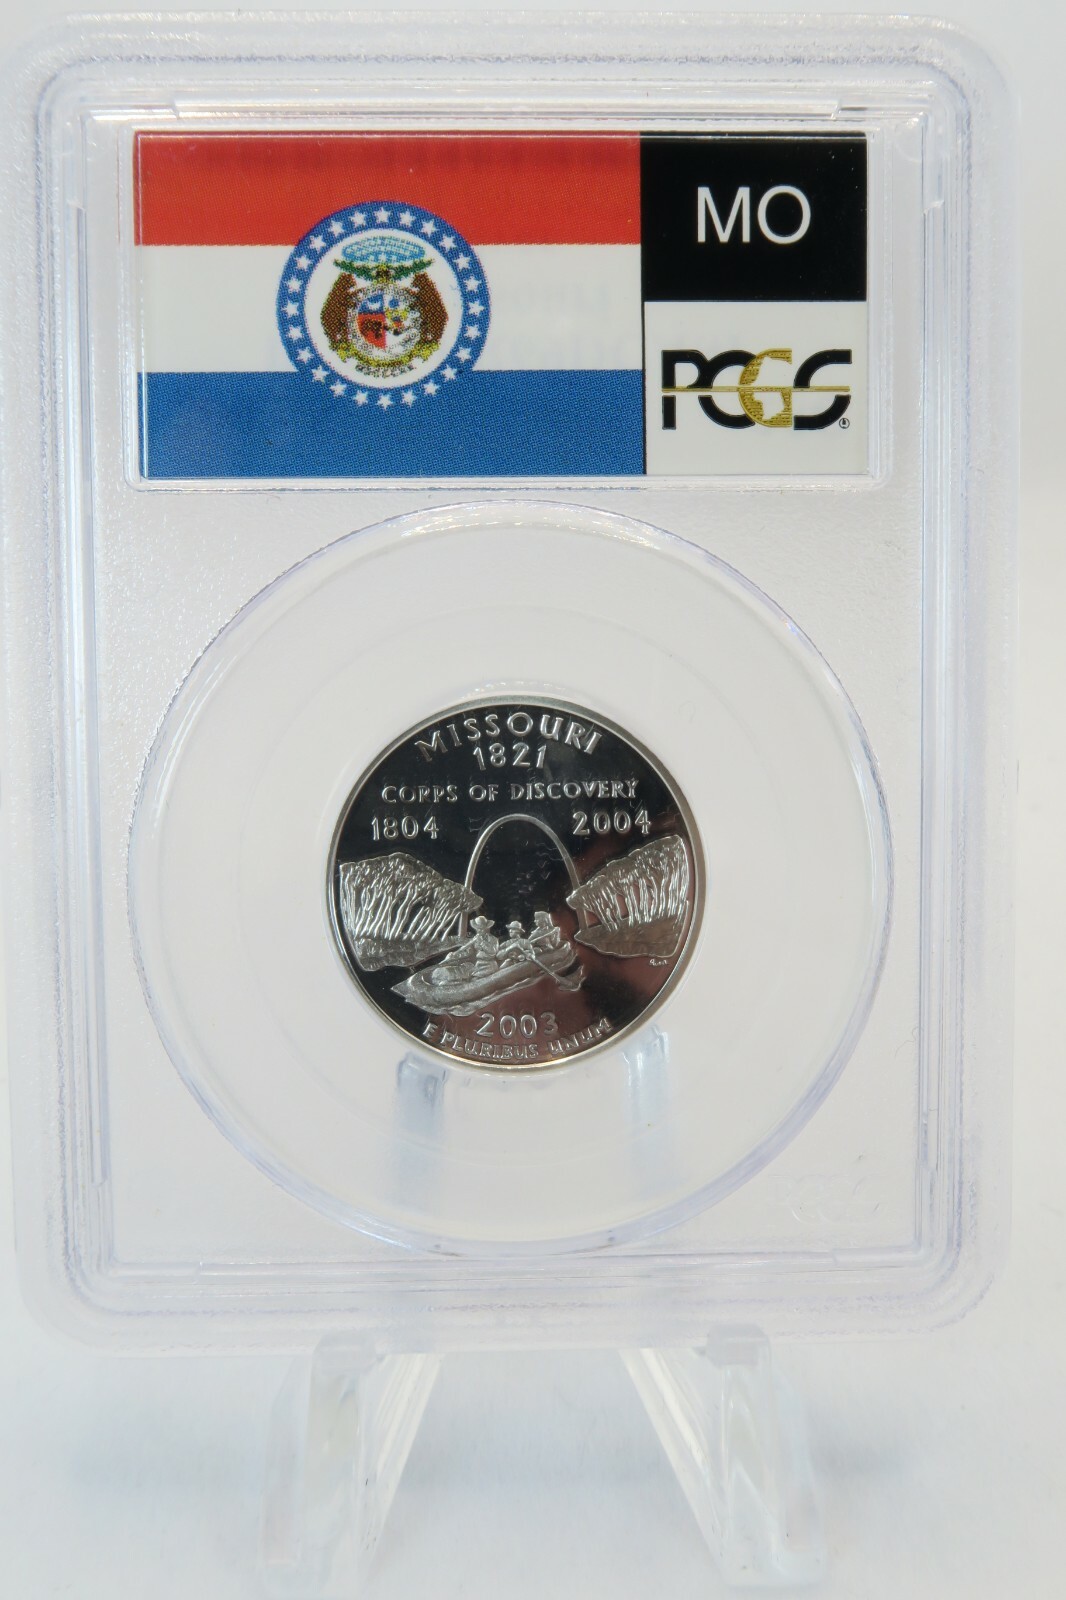 MO
PCGS
MISSOURI
1821
CORPS OF DISCOVERY
1804 2004
2003
E PLURIBUS UNUM